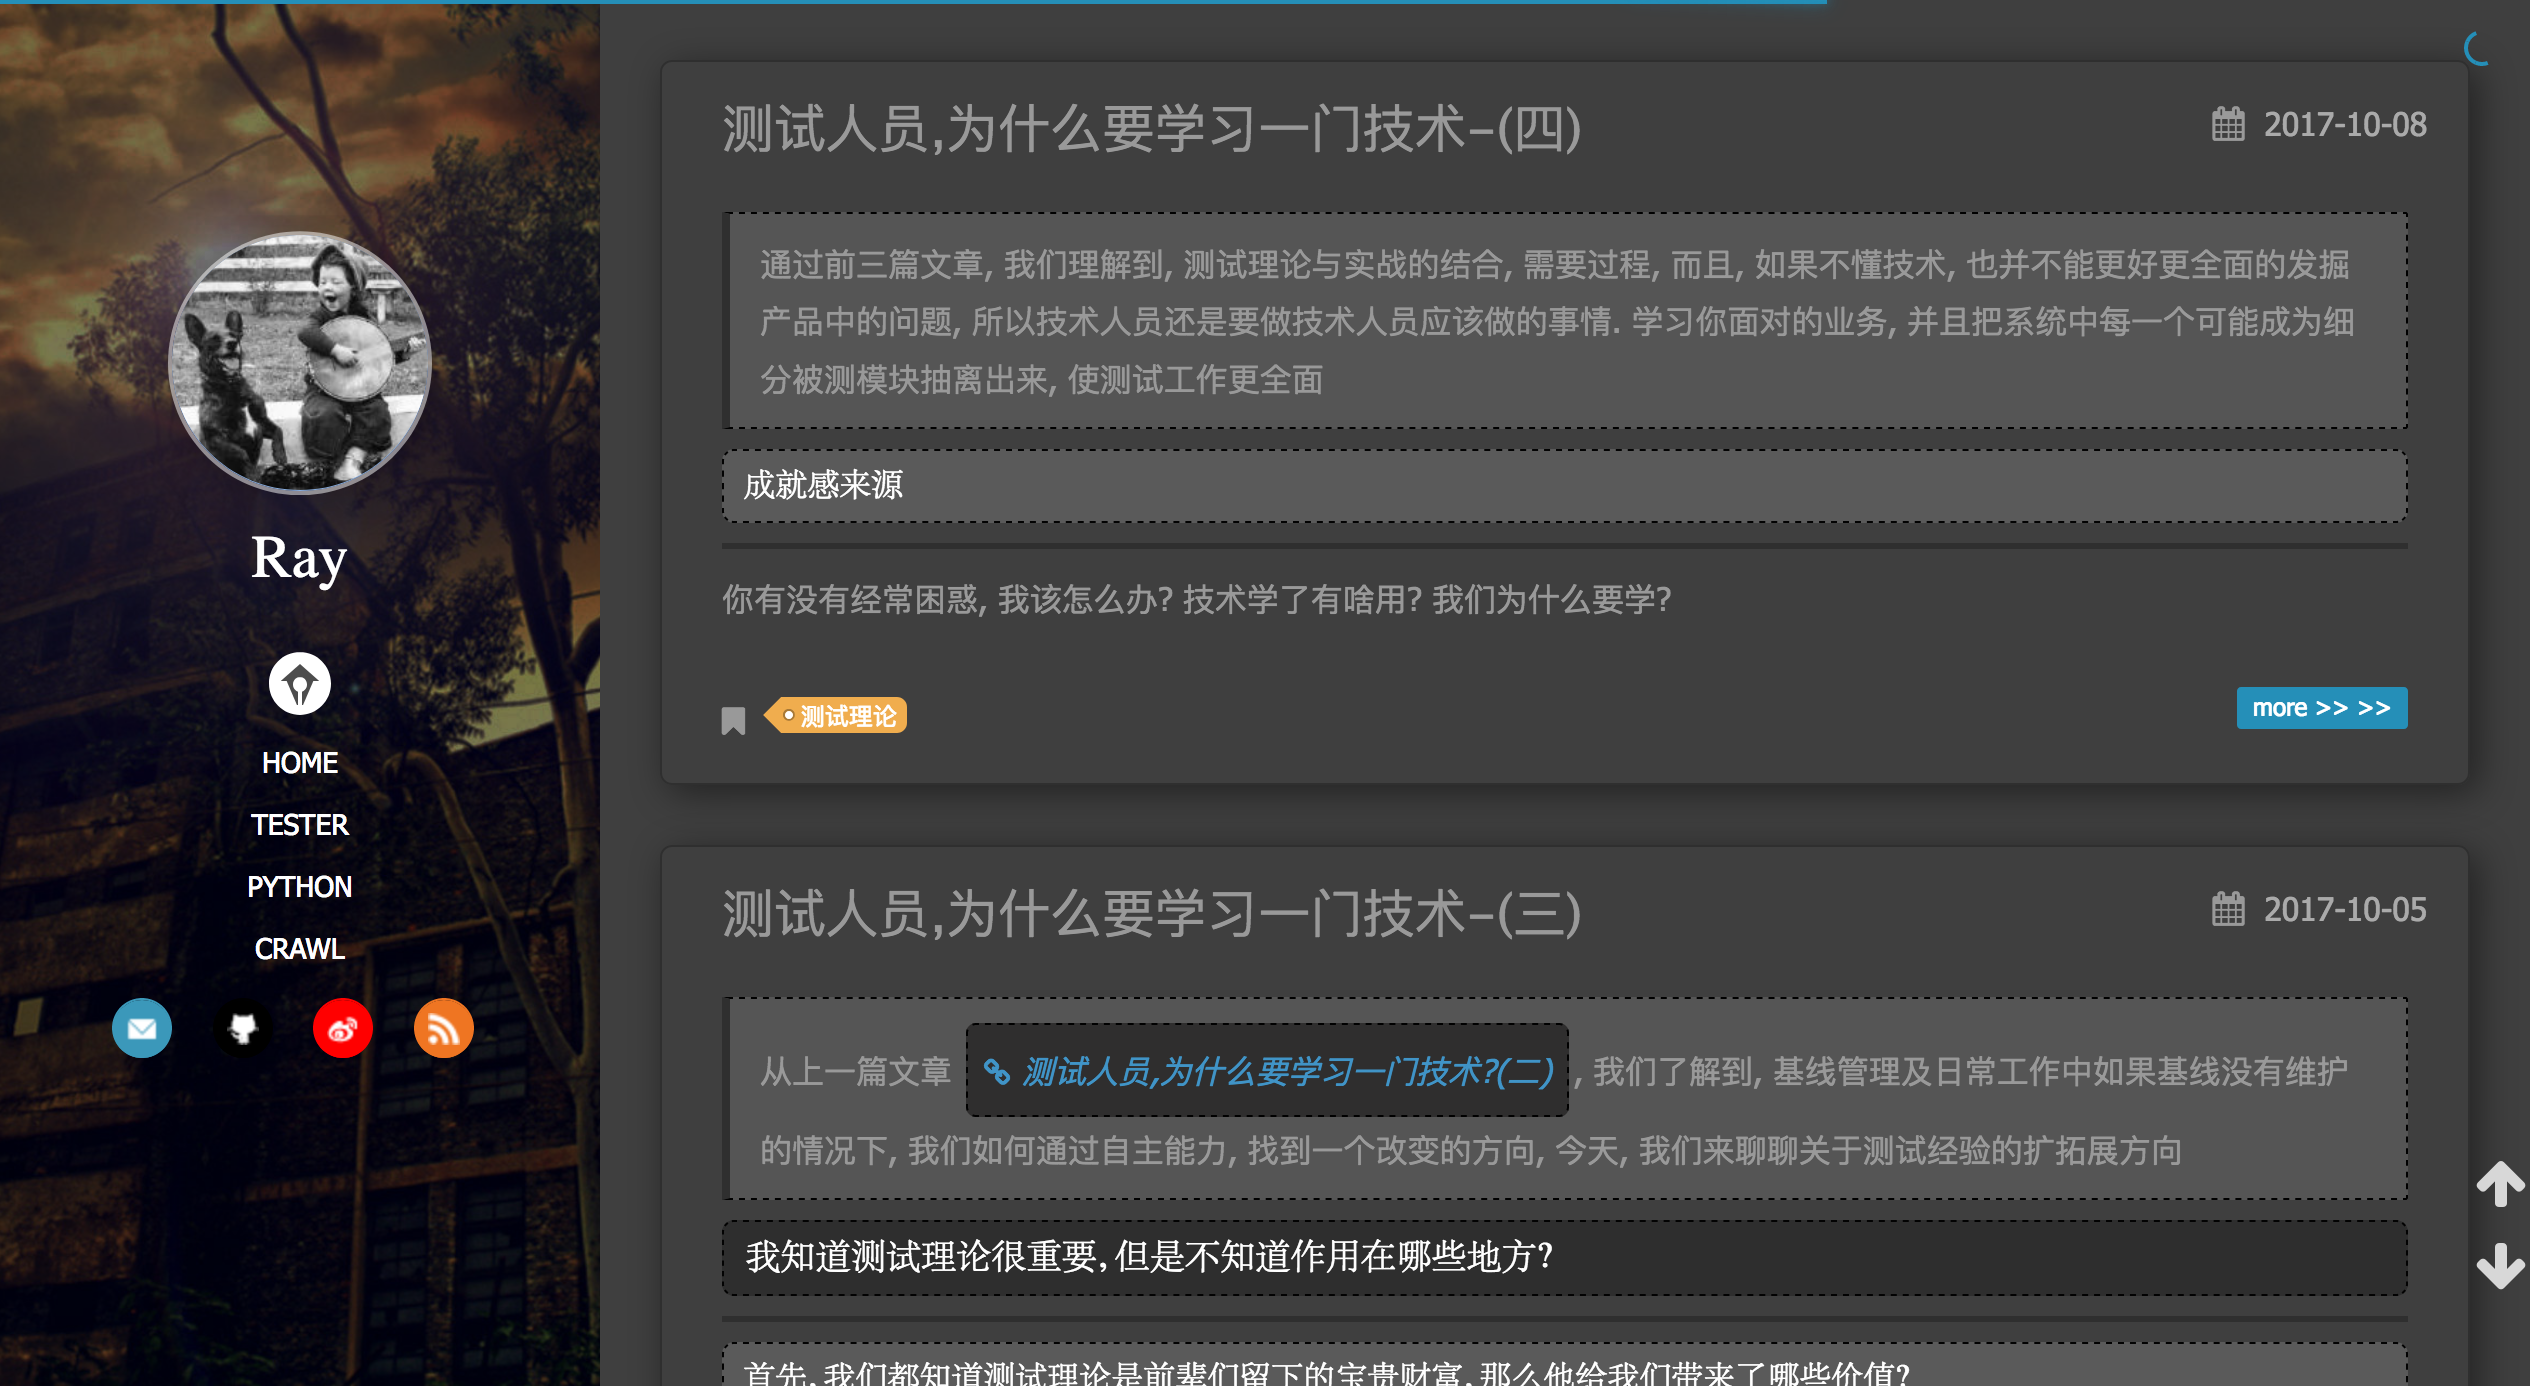 Ray
HOME
TESTER
PYTHON
CRAWL
测试人员,为什么要学习一门技术-(四)
2017-10-08
通过前三篇文章, 我们理解到, 测试理论与实战的结合, 需要过程, 而且, 如果不懂技术, 也并不能更好更全面的发掘
产品中的问题, 所以技术人员还是要做技术人员应该做的事情. 学习你面对的业务, 并且把系统中每一个可能成为细
分被测模块抽离出来, 使测试工作更全面
成就感来源
你有没有经常困惑, 我该怎么办? 技术学了有啥用? 我们为什么要学?
测试理论
more >> >>
测试人员,为什么要学习一门技术-(三)
2017-10-05
从上一篇文章 测试人员,为什么要学习一门技术?(二) , 我们了解到, 基线管理及日常工作中如果基线没有维护
的情况下, 我们如何通过自主能力, 找到一个改变的方向, 今天, 我们来聊聊关于测试经验的扩拓展方向
我知道测试理论很重要, 但是不知道作用在哪些地方?
首先, 我们都知道测试理论是前辈们留下的宝贵财富, 那么他给我们带来了哪些价值?